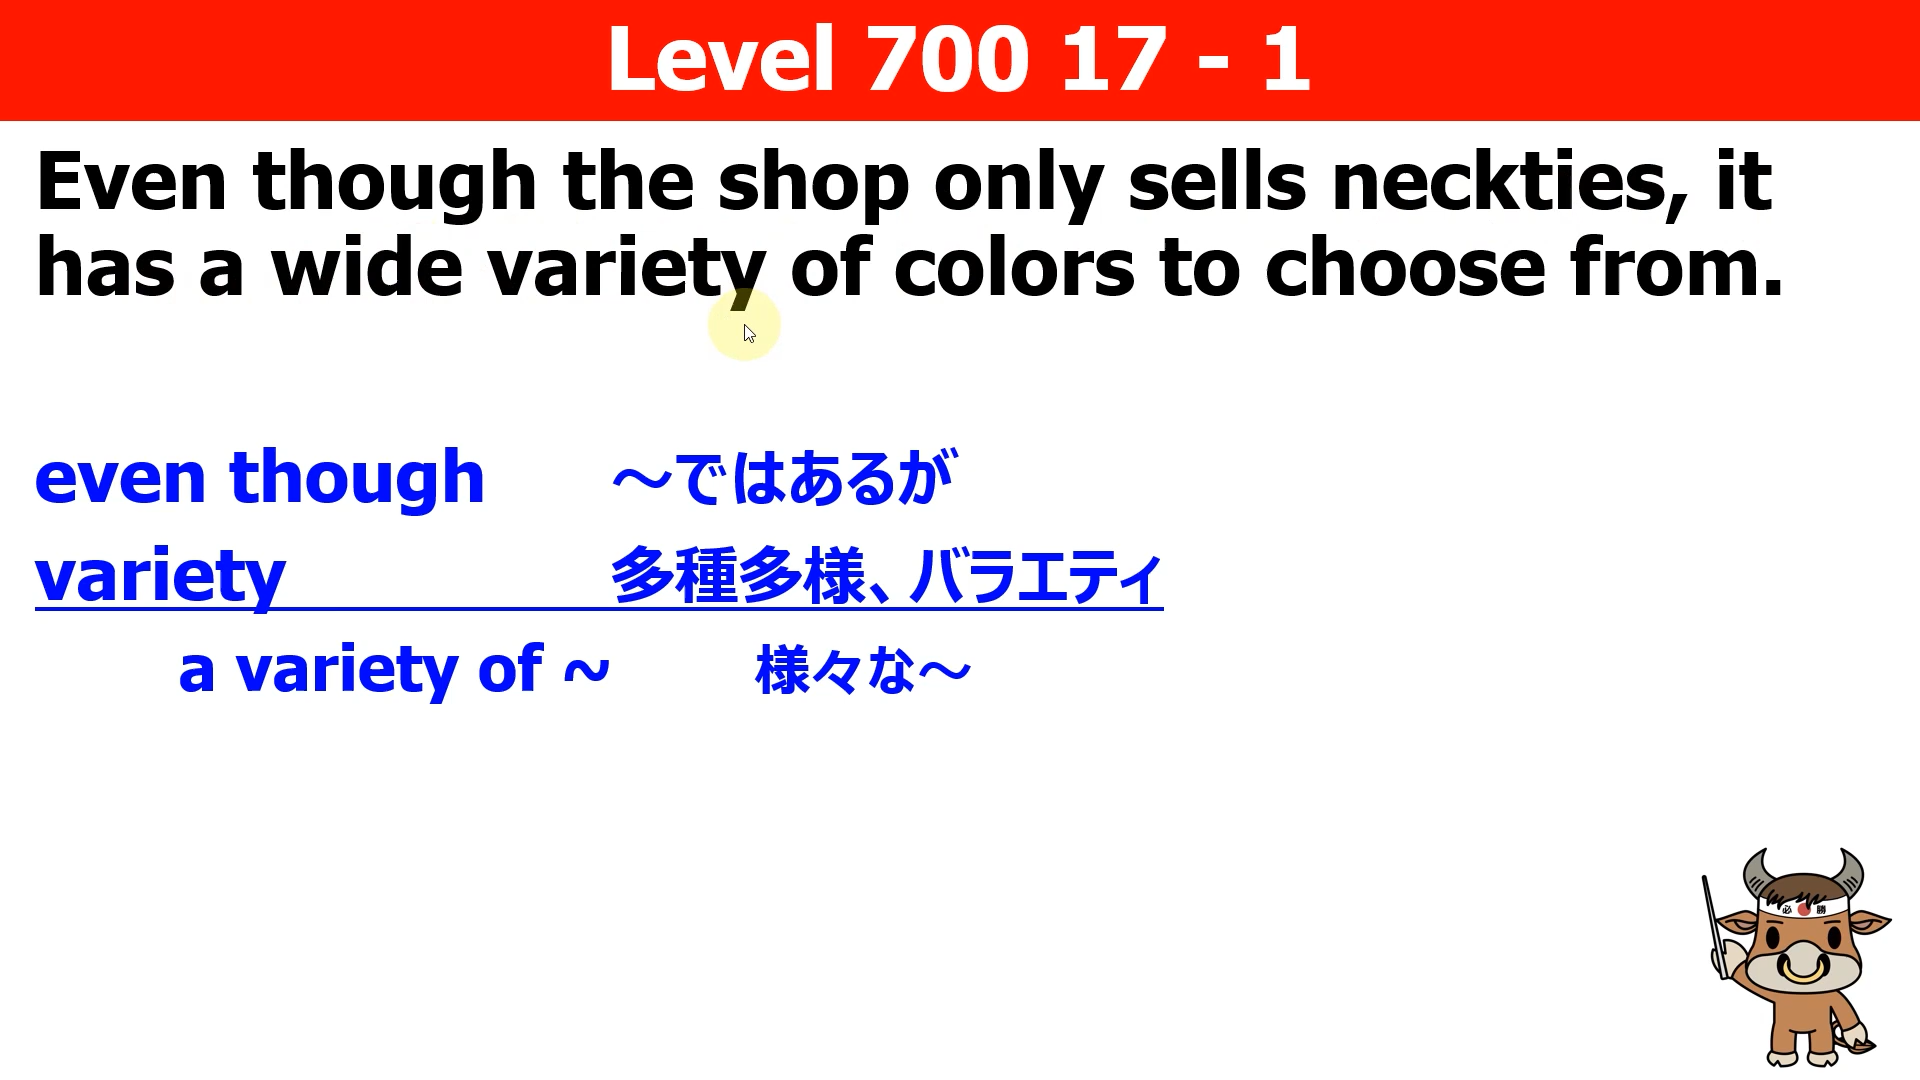 Level 700 17 - 1
Even though the shop only sells neckties, it
has a wide variety of colors to choose from.
even though ～ではあるが
variety 多種多様、バラエティ
a variety of ~ 様々な～
必 勝